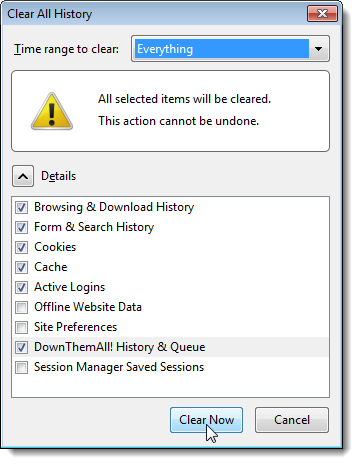 Clear All History
Time range to clear: Everything
All selected items will be cleared.
This action cannot be undone.
Details
Browsing & Download History
Form & Search History
Cookies
Cache
Active Logins
Offline Website Data
Site Preferences
DownThemAll! History & Queue
Session Manager Saved Sessions
Clear Now Cancel